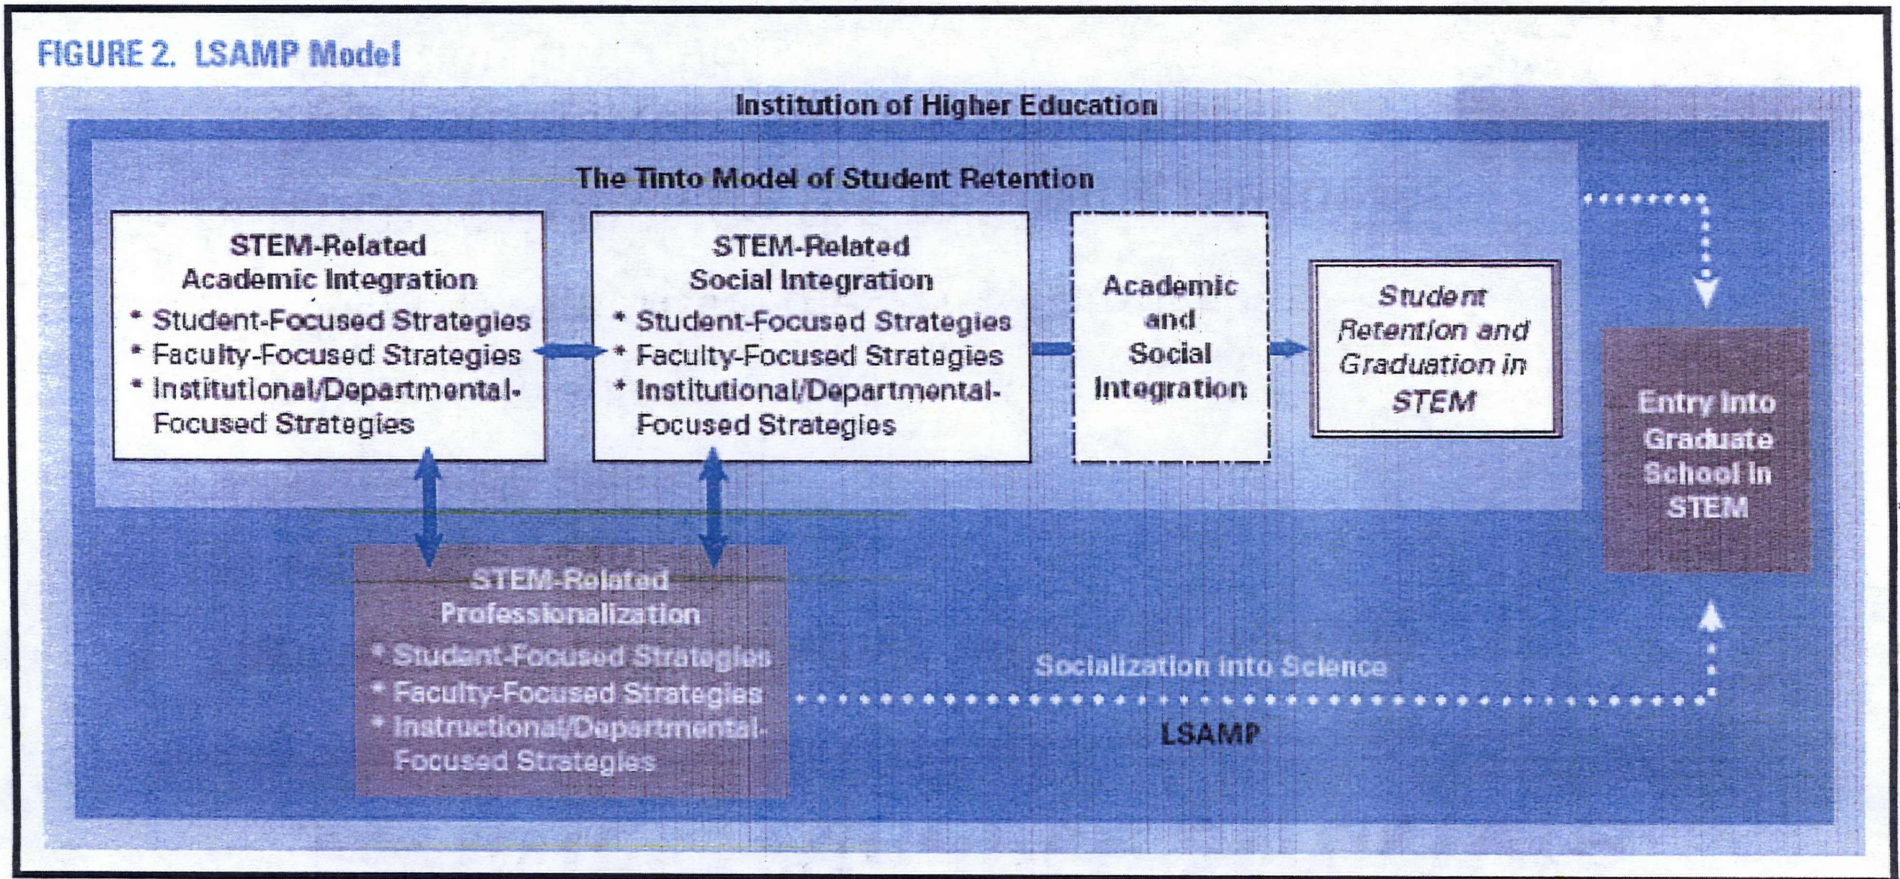 FIGURE 2. LSAMP Model
Institution of Higher Education
The Tinto Model of Student Retention
STEM-Related
Academic Integration
* Student-Focused Strategies
* Faculty-Focused Strategies
* Institutional/Departmental-
Focused Strategies
STEM-Related
Social Integration
* Student-Focused Strategies
* Faculty-Focused Strategies
* Institutional/Departmental-
Focused Strategies
Academic
and
Social
Integration
Student
Retention and
Graduation in
STEM
Entry into
Graduate
School in
STEM
STEM-Related
Professionalization
* Student-Focused Strategies
* Faculty-Focused Strategies
* Instructional/Departmental-
Focused Strategies
Socialization into Science
LSAMP